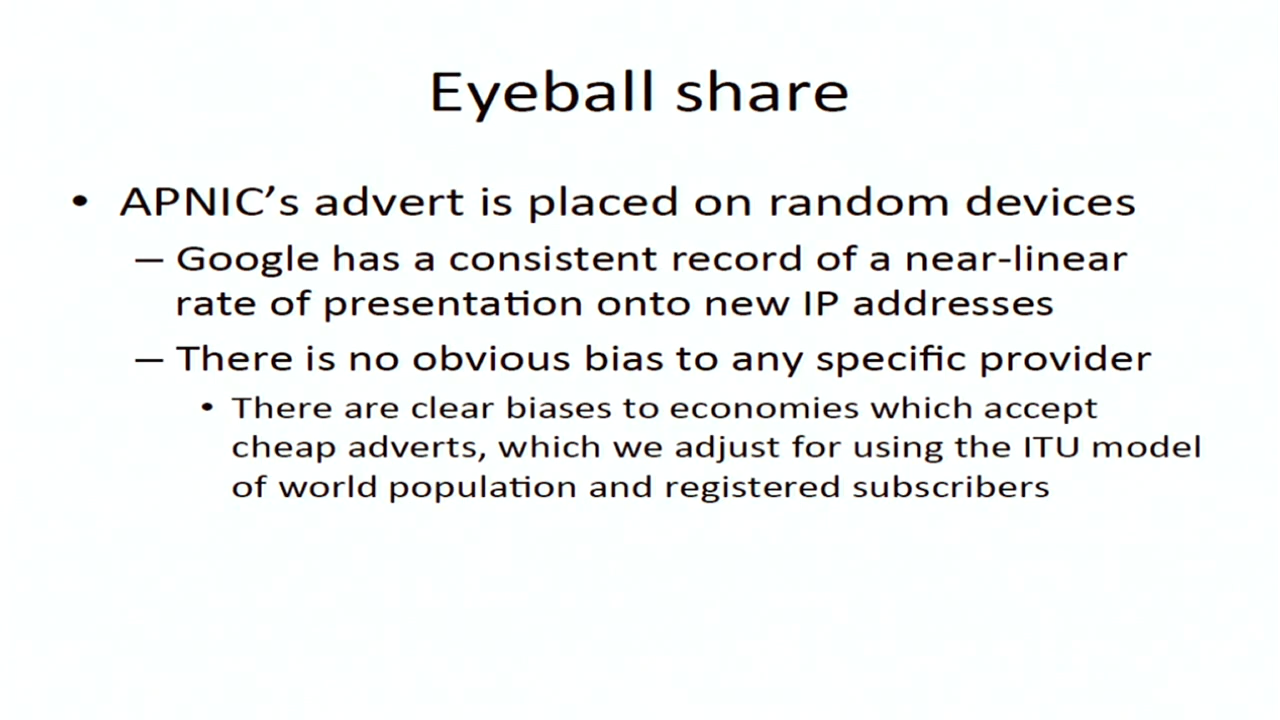 Eyeball share
• APNIC’s advert is placed on random devices
– Google has a consistent record of a near-linear
rate of presentation onto new IP addresses
– There is no obvious bias to any specific provider
• There are clear biases to economies which accept
cheap adverts, which we adjust for using the ITU model
of world population and registered subscribers